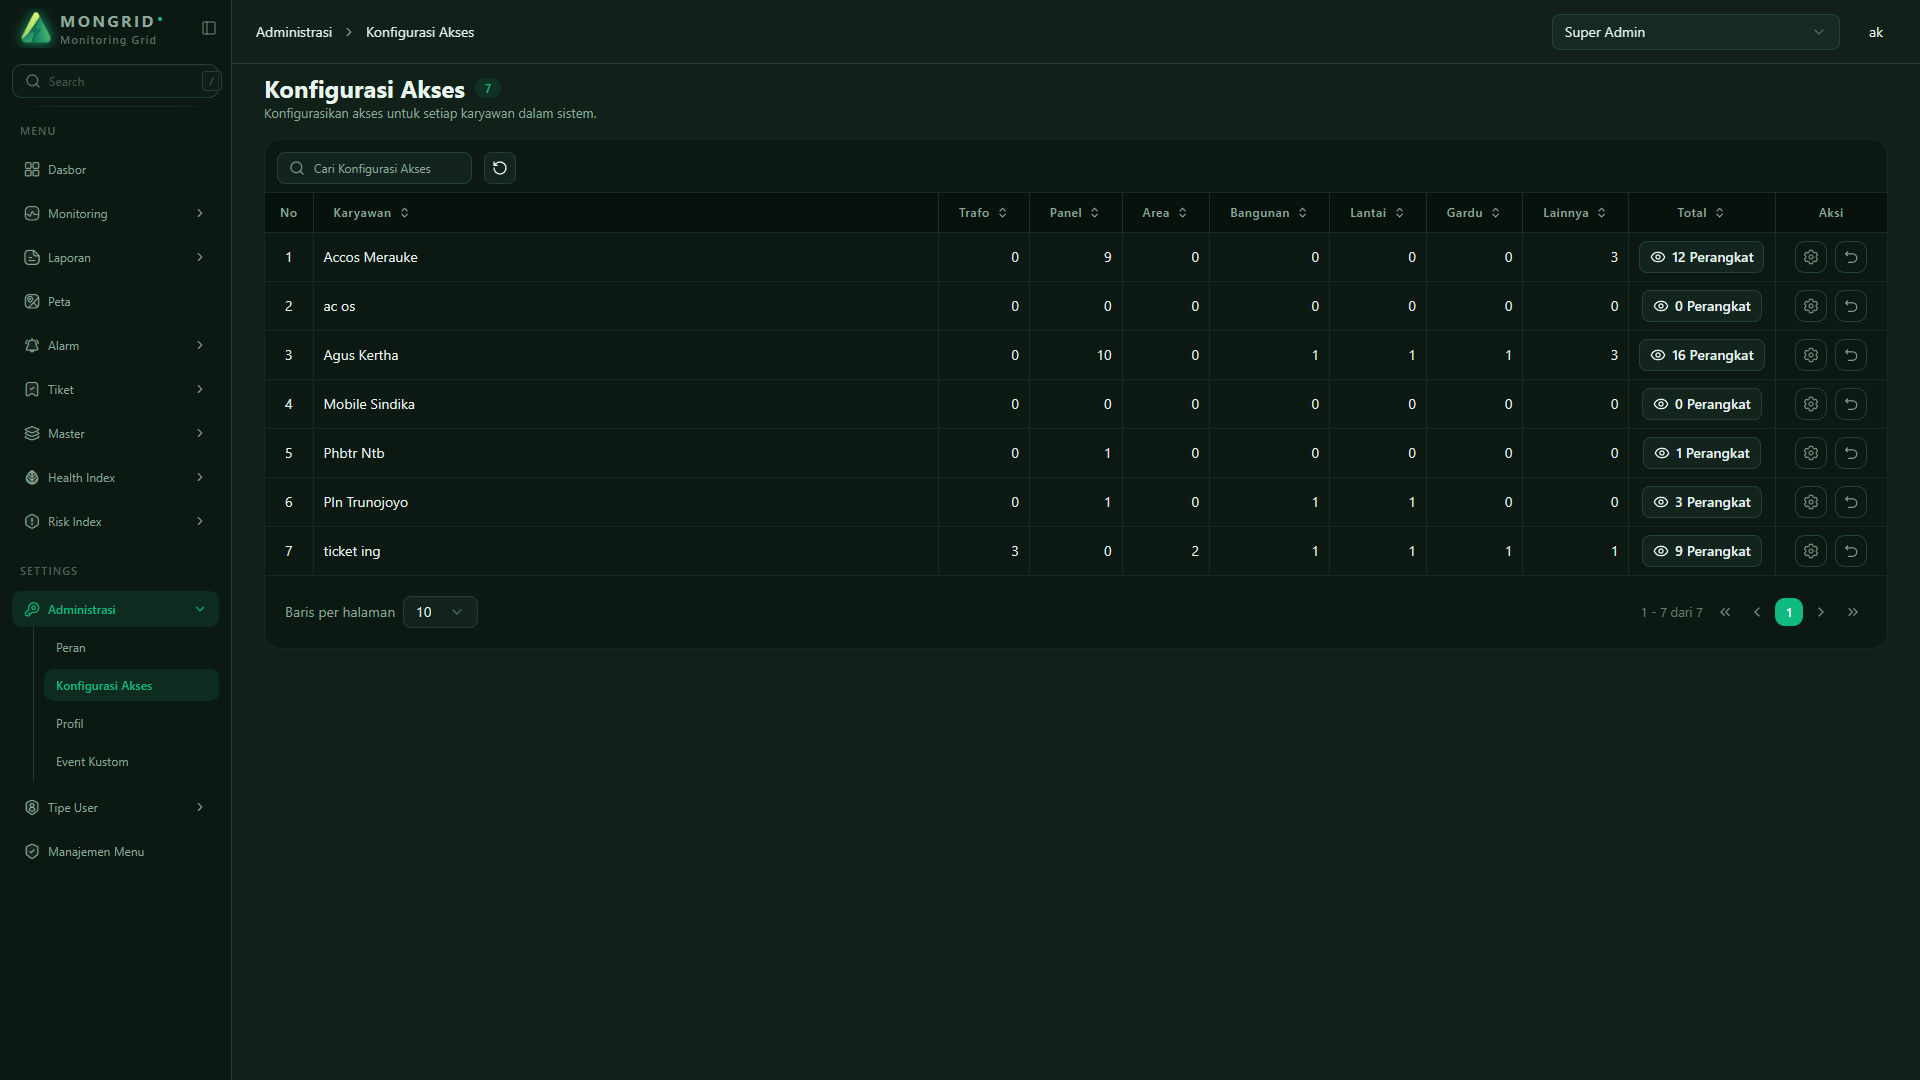 MONGRID
Monitoring Grid
Search /
MENU
Dasbor
Monitoring
Laporan
Peta
Alarm
Tiket
Master
Health Index
Risk Index
SETTINGS
Administrasi
Peran
Konfigurasi Akses
Profil
Event Kustom
Tipe User
Manajemen Menu
Administrasi > Konfigurasi Akses
Super Admin
ak
Konfigurasi Akses 7
Konfigurasikan akses untuk setiap karyawan dalam sistem.
Cari Konfigurasi Akses
No Karyawan Trafo Panel Area Bangunan Lantai Gardu Lainnya Total Aksi
1 Accos Merauke 0 9 0 0 0 0 3 12 Perangkat
2 ac os 0 0 0 0 0 0 0 0 Perangkat
3 Agus Kertha 0 10 0 1 1 1 3 16 Perangkat
4 Mobile Sindika 0 0 0 0 0 0 0 0 Perangkat
5 Phbtr Ntb 0 1 0 0 0 0 0 1 Perangkat
6 Pln Trunojoyo 0 1 0 1 1 0 0 3 Perangkat
7 ticket ing 3 0 2 1 1 1 1 9 Perangkat
Baris per halaman 10
1 - 7 dari 7 « < 1 > »